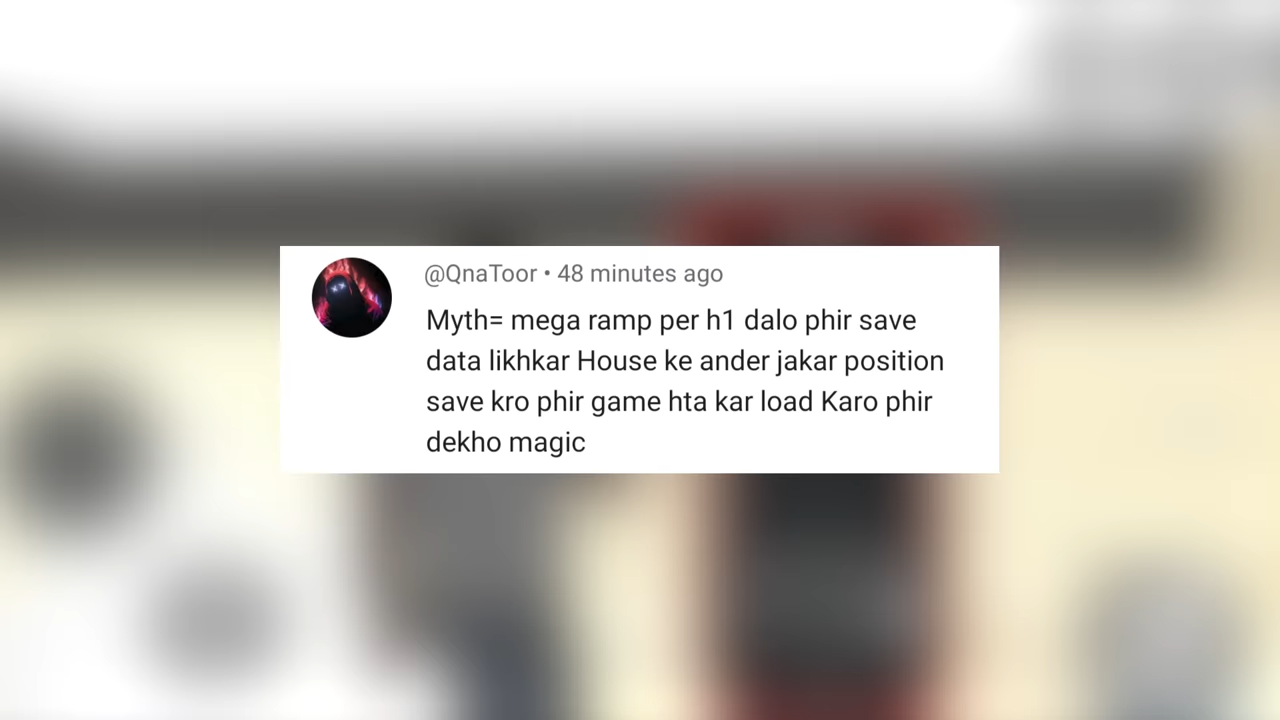 @QnaToor • 48 minutes ago
Myth= mega ramp per h1 dalo phir save
data likhkar House ke ander jakar position
save kro phir game hta kar load Karo phir
dekho magic